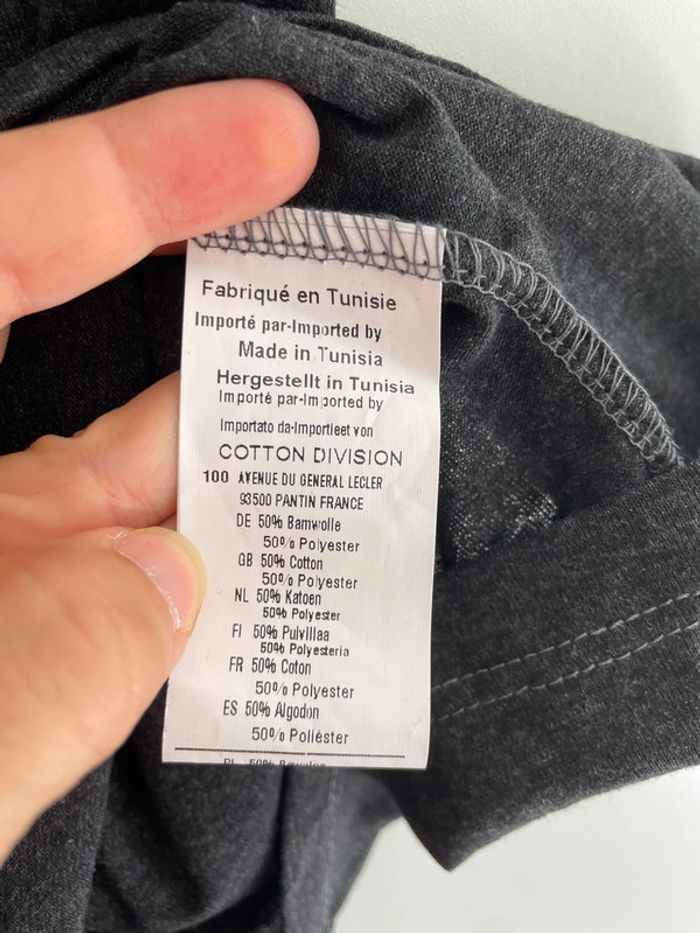 Fabriqué en Tunisie
Importé par-Imported by
Made in Tunisia
Hergestellt in Tunisia
Importé par-Imported by
Importato da-Importieet von
COTTON DIVISION
100 AVENUE DU GENERAL LECLER
93500 PANTIN FRANCE
DE 50% Bamwolle
50% Polyester
GB 50% Cotton
50% Polyester
NL 50% Katoen
50% Polyester
FI 50% Pulvillaa
50% Polyesteria
FR 50% Coton
50% Polyester
ES 50% Algodon
50% Poliéster
50%